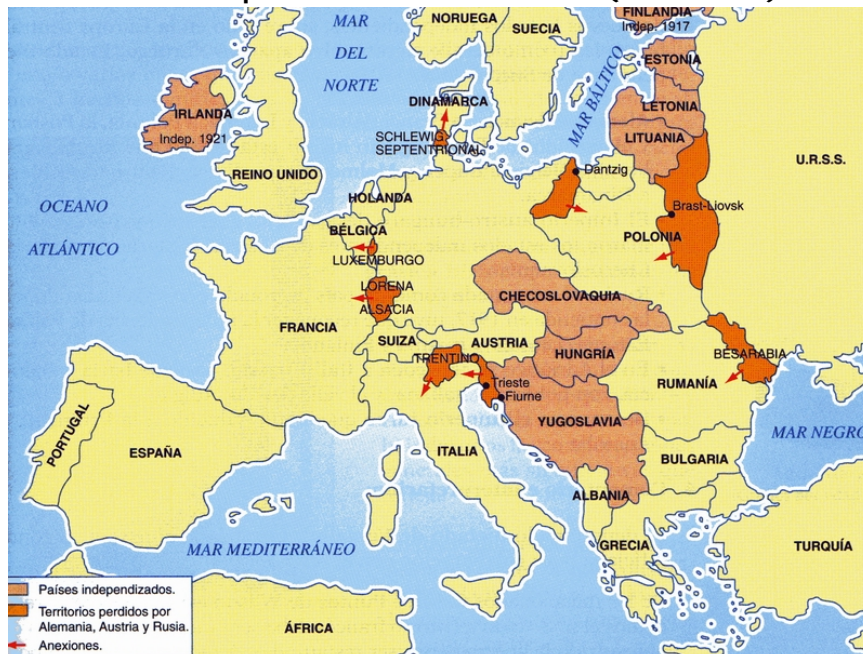 MAR
DEL
NORTE
NORUEGA
SUECIA
FINLANDIA
Indep. 1917
ESTONIA
LETONIA
LITUANIA
MAR BÁLTICO
IRLANDA
Indep. 1921
DINAMARCA
SCHLEWIG
SEPTENTRIONAL
Dantzig
U.R.S.S.
REINO UNIDO
HOLANDA
Brast-Liovsk
OCEANO
ATLÁNTICO
BÉLGICA
LUXEMBURGO
POLONIA
LORENA
ALSACIA
CHECOSLOVAQUIA
FRANCIA
SUIZA
AUSTRIA
HUNGRÍA
BESARABIA
TRENTINO
Trieste
Fiurne
RUMANÍA
YUGOSLAVIA
PORTUGAL
ESPAÑA
ITALIA
BULGARIA
MAR NEGRO
ALBANIA
GRECIA
TURQUÍA
MAR MEDITERRÁNEO
ÁFRICA
Países independizados.
Territorios perdidos por
Alemania, Austria y Rusia.
Anexiones.